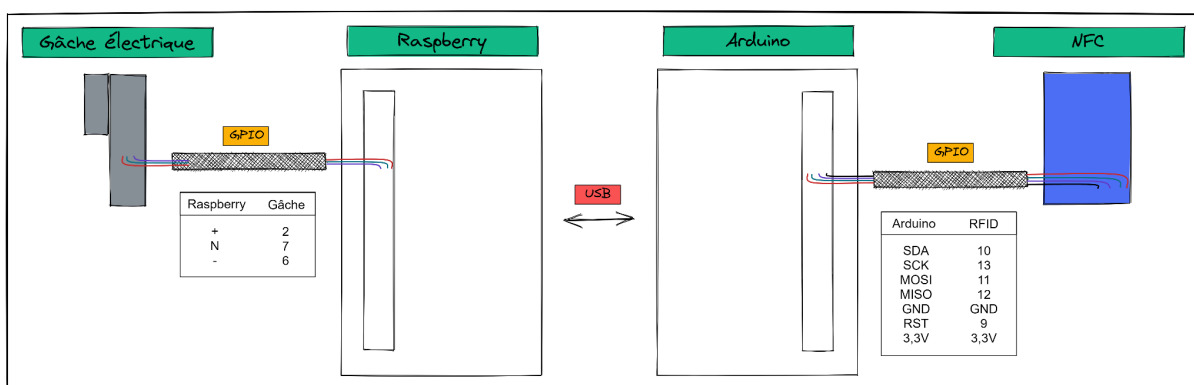 Gâche électrique
Raspberry
Arduino
NFC
GPIO
Raspberry Gâche
+ 2
N 7
- 6
USB
GPIO
Arduino RFID
SDA 10
SCK 13
MOSI 11
MISO 12
GND GND
RST 9
3,3V 3,3V